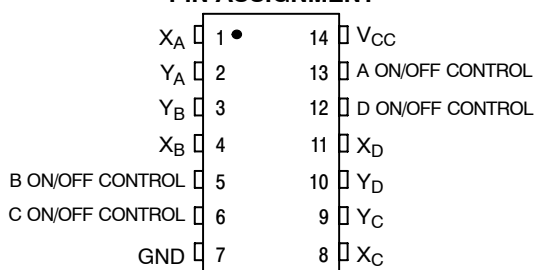 PIN ASSIGNMENT
XA 1 14 VCC
YA 2 13 A ON/OFF CONTROL
YB 3 12 D ON/OFF CONTROL
XB 4 11 XD
B ON/OFF CONTROL 5 10 YD
C ON/OFF CONTROL 6 9 YC
GND 7 8 XC